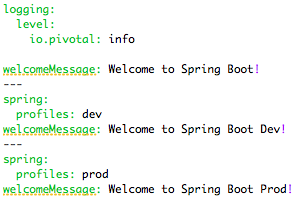 logging:
  level:
    io.pivotal: info

welcomeMessage: Welcome to Spring Boot!
---
spring:
  profiles: dev
welcomeMessage: Welcome to Spring Boot Dev!
---
spring:
  profiles: prod
welcomeMessage: Welcome to Spring Boot Prod!